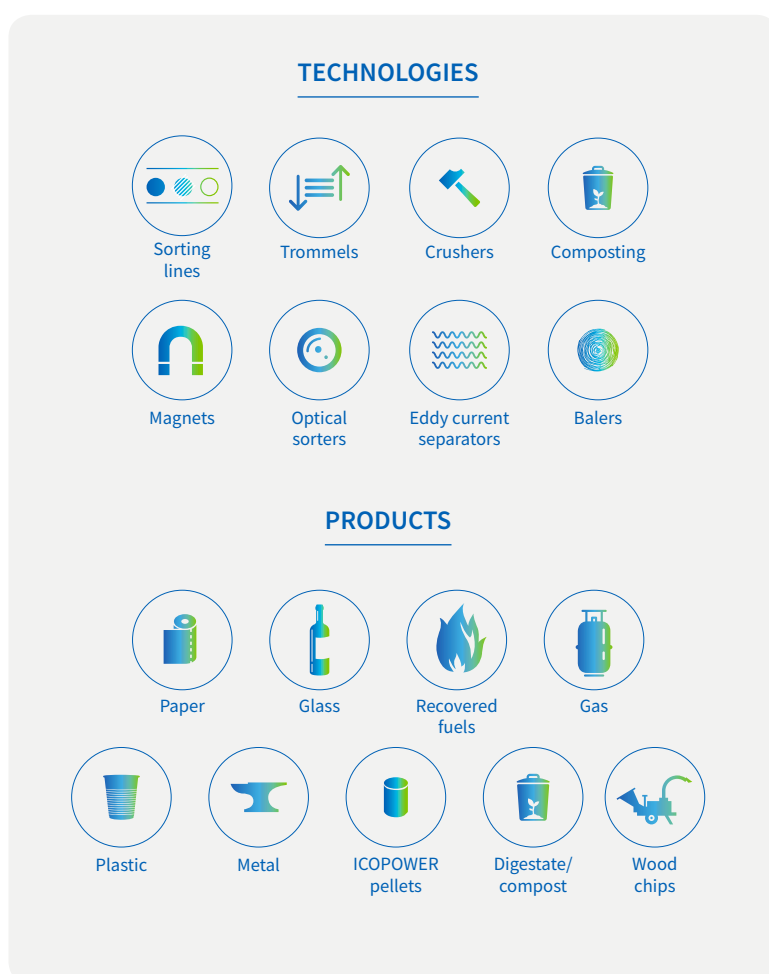 TECHNOLOGIES
Sorting
lines
Trommels
Crushers
Composting
Magnets
Optical
sorters
Eddy current
separators
Balers
PRODUCTS
Paper
Glass
Recovered
fuels
Gas
Plastic
Metal
ICOPOWER
pellets
Digestate/
compost
Wood
chips